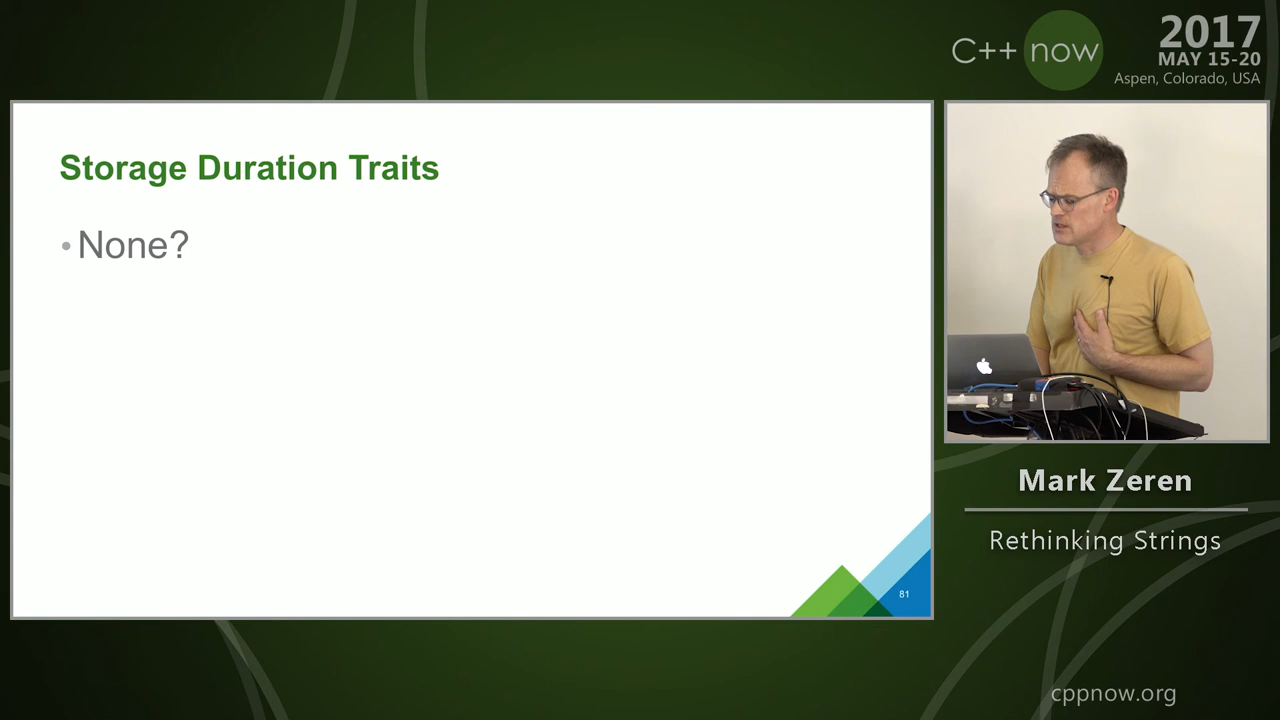 C++ now
2017
MAY 15-20
Aspen, Colorado, USA
Storage Duration Traits
•None?
81
Mark Zeren
Rethinking Strings
cppnow.org